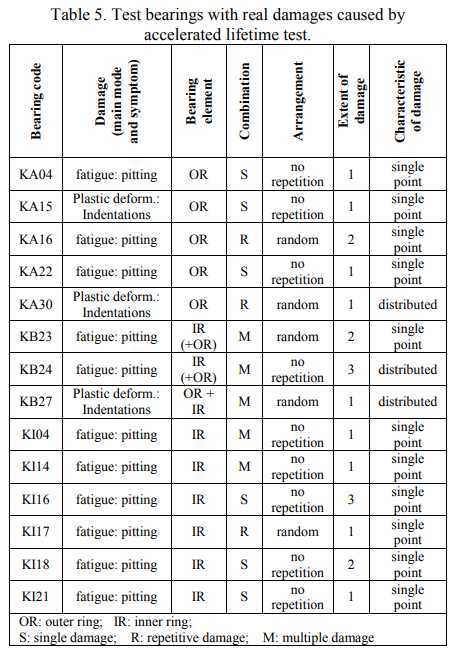 Table 5. Test bearings with real damages caused by
accelerated lifetime test.
Bearing code
Damage
(main mode
and symptom)
Bearing
element
Combination
Arrangement
Extent of
damage
Characteristic
of damage
KA04 fatigue: pitting OR S no repetition 1 single point
KA15 Plastic deform.: Indentations OR S no repetition 1 single point
KA16 fatigue: pitting OR R random 2 single point
KA22 fatigue: pitting OR S no repetition 1 single point
KA30 Plastic deform.: Indentations OR R random 1 distributed
KB23 fatigue: pitting IR (+OR) M random 2 single point
KB24 fatigue: pitting IR (+OR) M no repetition 3 distributed
KB27 Plastic deform.: Indentations OR + IR M random 1 distributed
KI04 fatigue: pitting IR M no repetition 1 single point
KI14 fatigue: pitting IR M no repetition 1 single point
KI16 fatigue: pitting IR S no repetition 3 single point
KI17 fatigue: pitting IR R random 1 single point
KI18 fatigue: pitting IR S no repetition 2 single point
KI21 fatigue: pitting IR S no repetition 1 single point
OR: outer ring; IR: inner ring;
S: single damage; R: repetitive damage; M: multiple damage